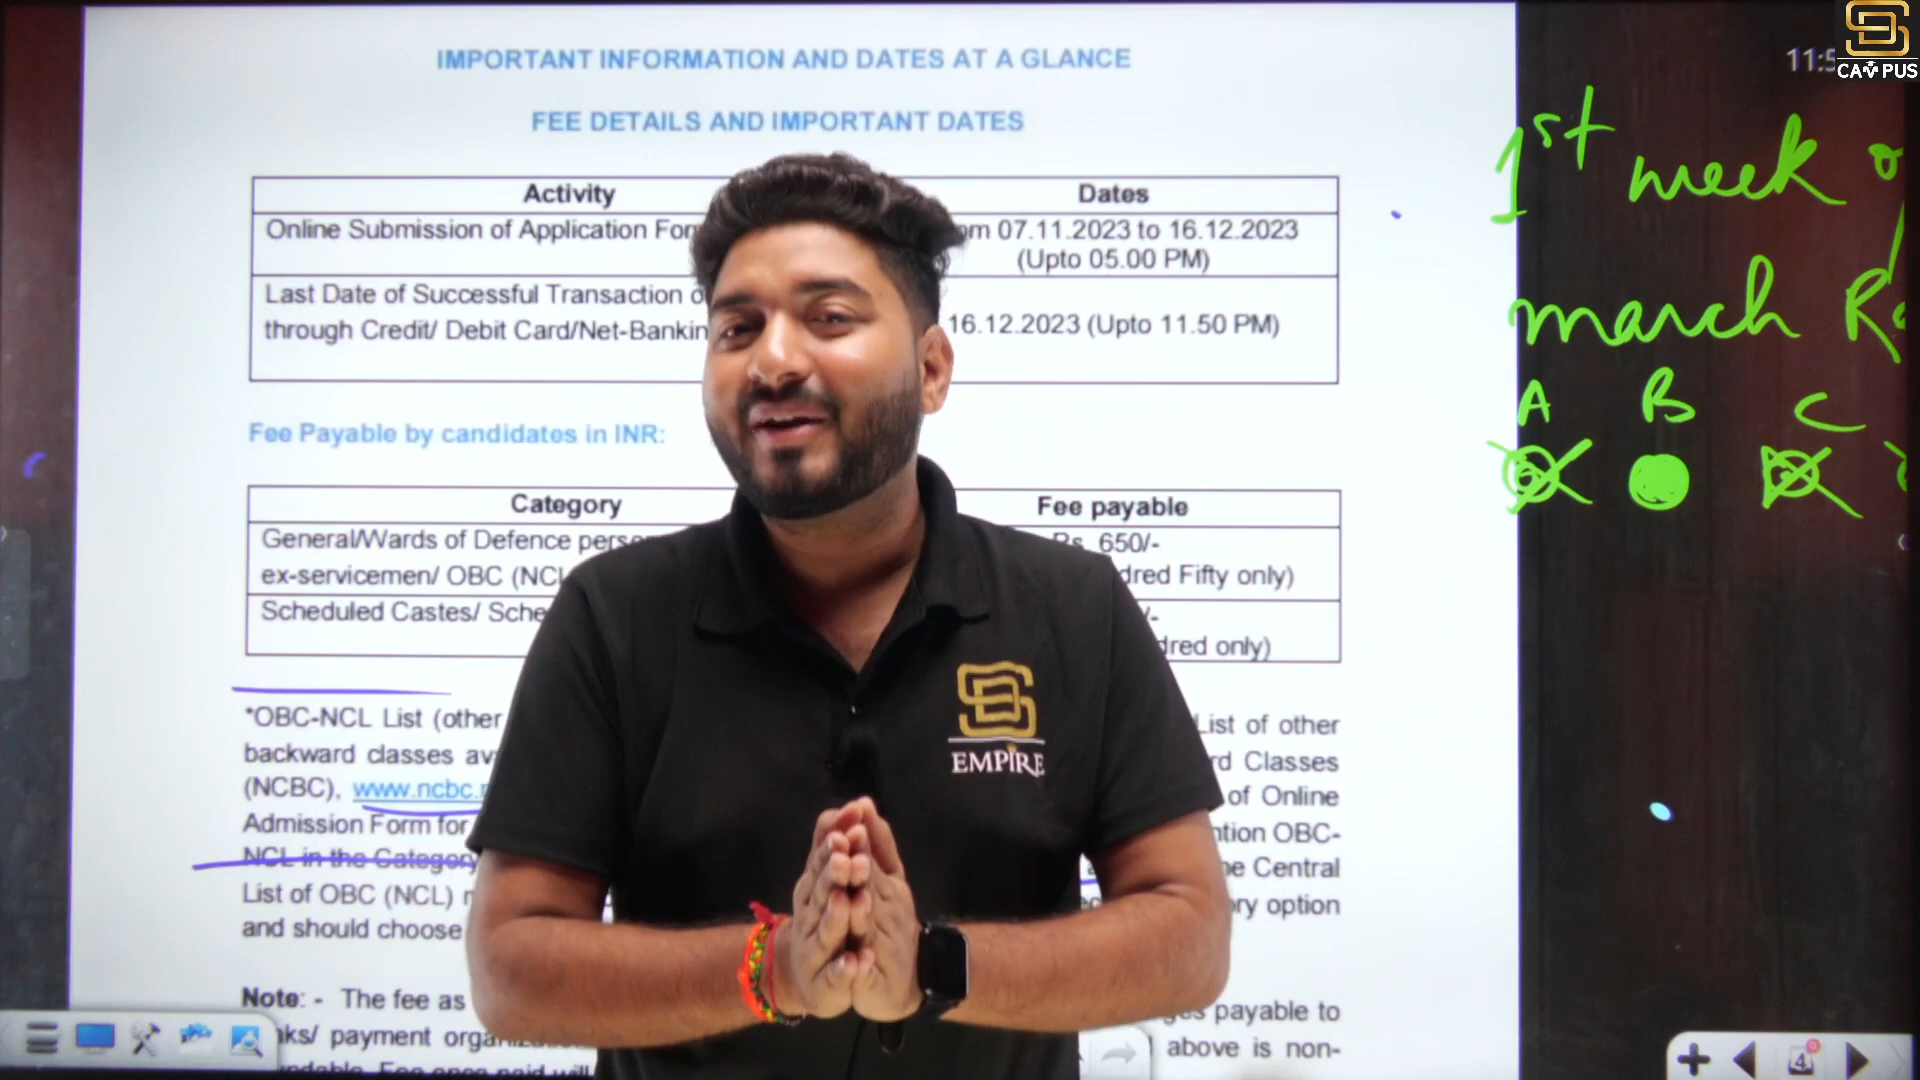 IMPORTANT INFORMATION AND DATES AT A GLANCE
11:5
CAMPUS
FEE DETAILS AND IMPORTANT DATES
1st week
march
A B C
Activity Dates
Online Submission of Application 07.11.2023 to 16.12.2023
(Upto 05.00 PM)
Last Date of Successful Transaction
through Credit/ Debit Card/Net-Bankin 16.12.2023 (Upto 11.50 PM)
Fee Payable by candidates in INR:
Category Fee payable
General/Wards of Defence Rs. 650/-
ex-servicemen/ OBC (NCL dred Fifty only)
Scheduled Castes/ Sche /-
dred only)
*OBC-NCL List (other List of other
backward classes av rd Classes
(NCBC), www.ncbc. of Online
Admission Form for ntion OBC-
NCL in the Category he Central
List of OBC (NCL) ry option
and should choose
SD
EMPIRE
Note: - The fee as payable to
nks/ payment orga above is non-
4